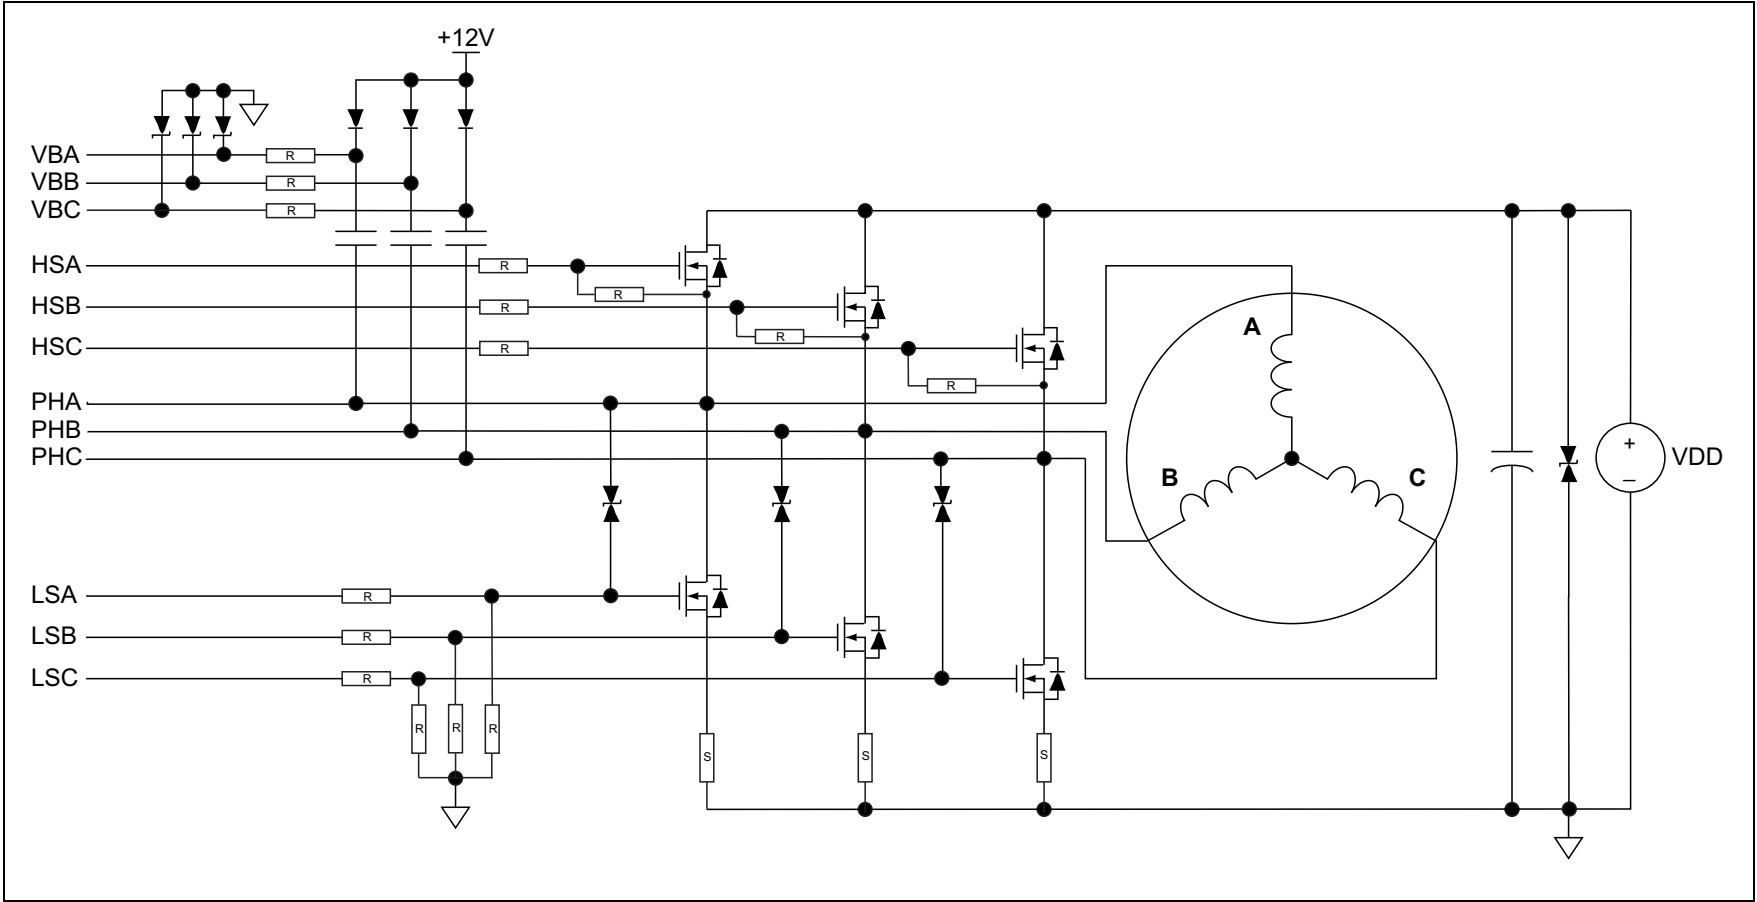 +12V
VBA R
VBB R
VBC R
HSA R
R
HSB R
R
HSC R
R
PHA
PHB
PHC
A
B
C
+
–
VDD
LSA R
LSB R
LSC R
R R R
S S S